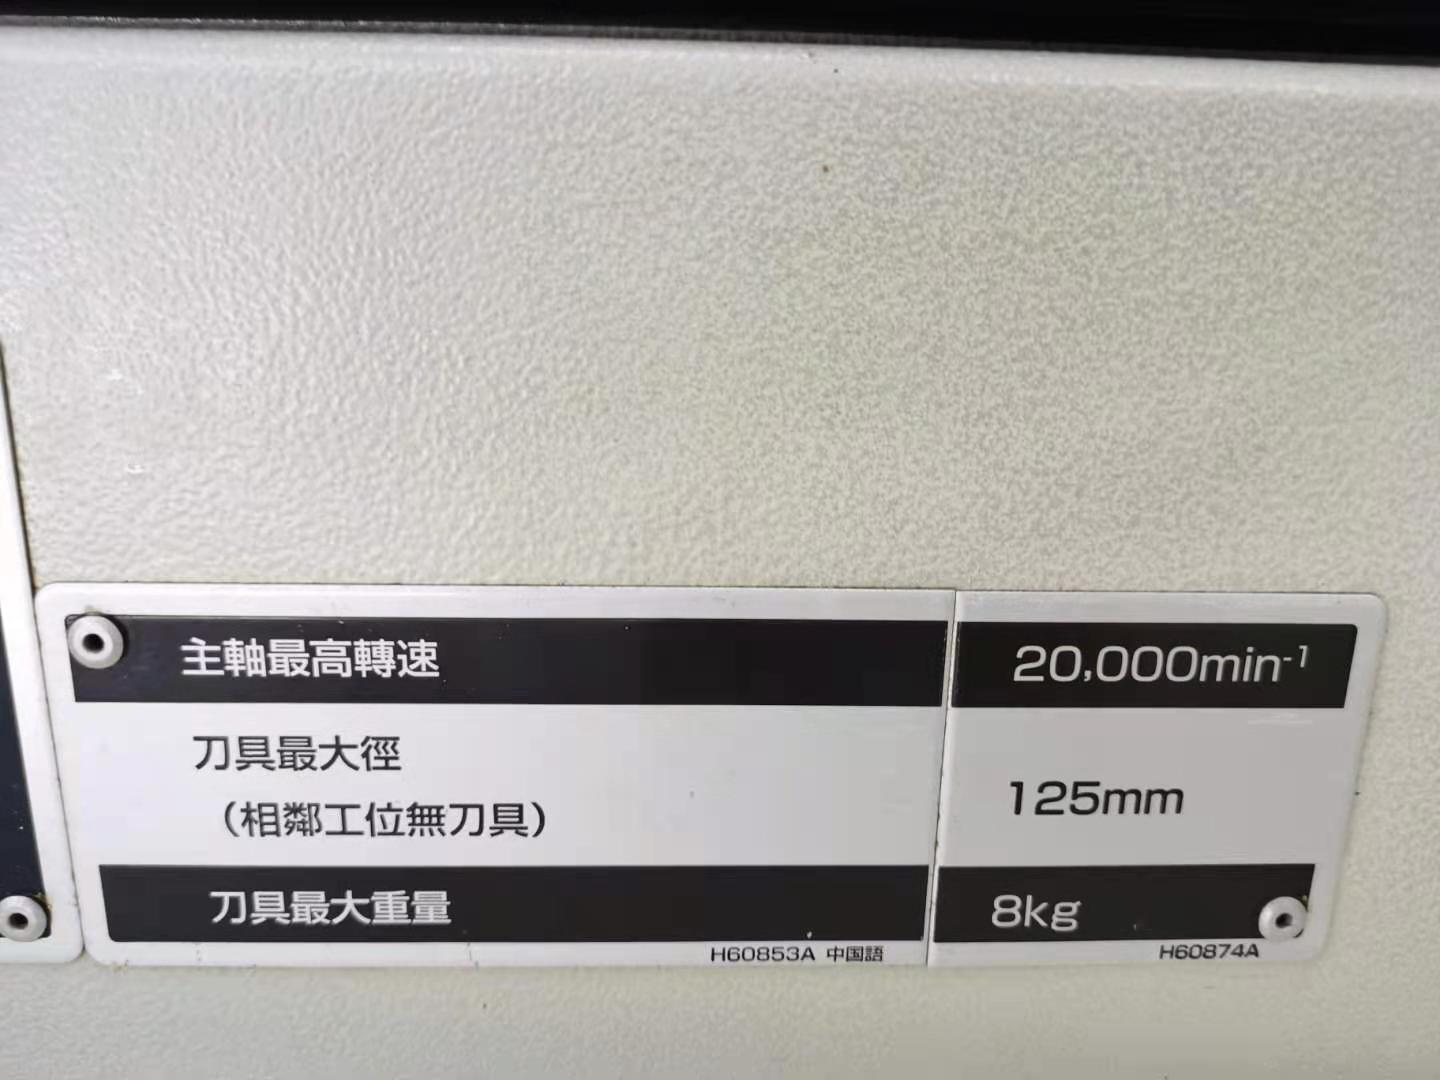 主軸最高轉速 20,000min⁻¹
刀具最大徑
（相鄰工位無刀具） 125mm
刀具最大重量 8kg
H60853A 中国語 H60874A